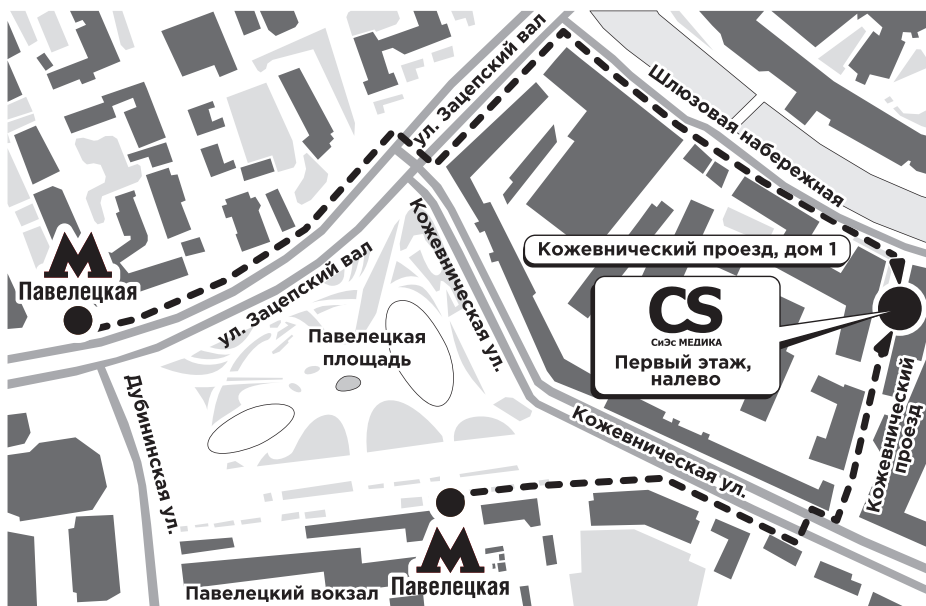 ул. Зацепский вал
Шлюзовая набережная
М
Павелецкая
ул. Зацепский вал
Кожевническая ул.
Кожевнический проезд, дом 1
CS
СиЭс МЕДИКА
Первый этаж,
налево
Павелецкая
площадь
Дубининская ул.
Кожевническая ул.
Кожевнический
проезд
М
Павелецкая
Павелецкий вокзал